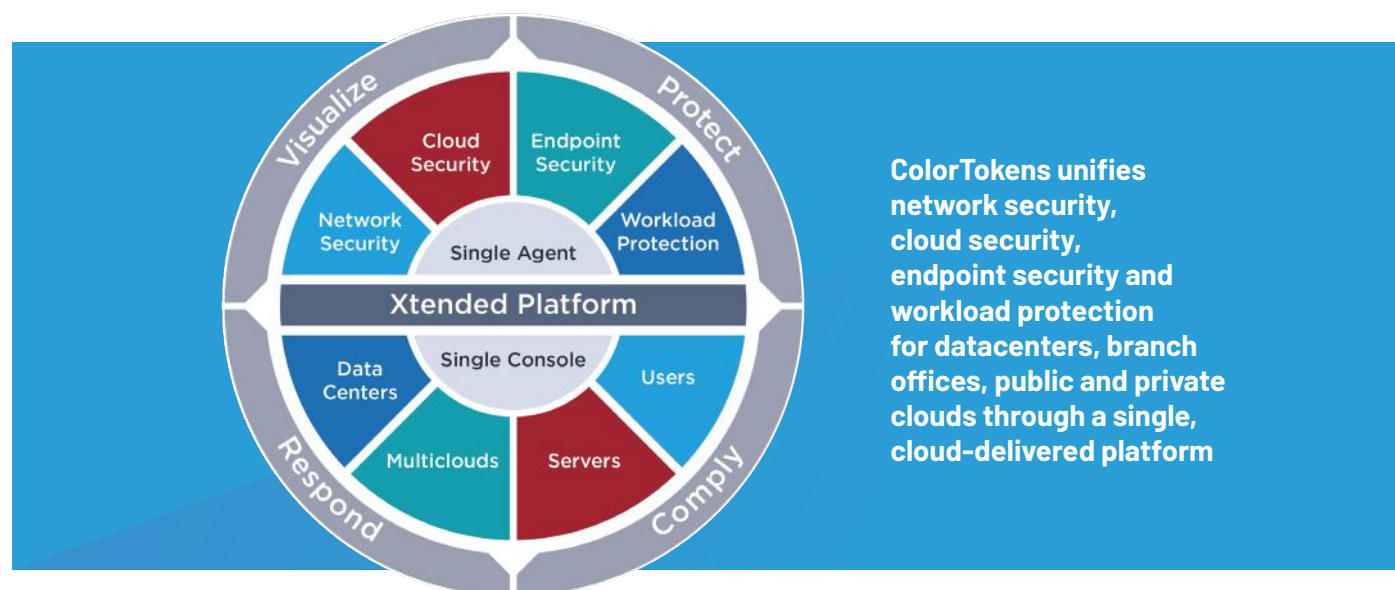 Visualize
Protect
Cloud
Security
Endpoint
Security
Network
Security
Workload
Protection
Single Agent
Xtended Platform
Single Console
Data
Centers
Users
Multiclouds
Servers
Respond
Comply
ColorTokens unifies
network security,
cloud security,
endpoint security and
workload protection
for datacenters, branch
offices, public and private
clouds through a single,
cloud-delivered platform